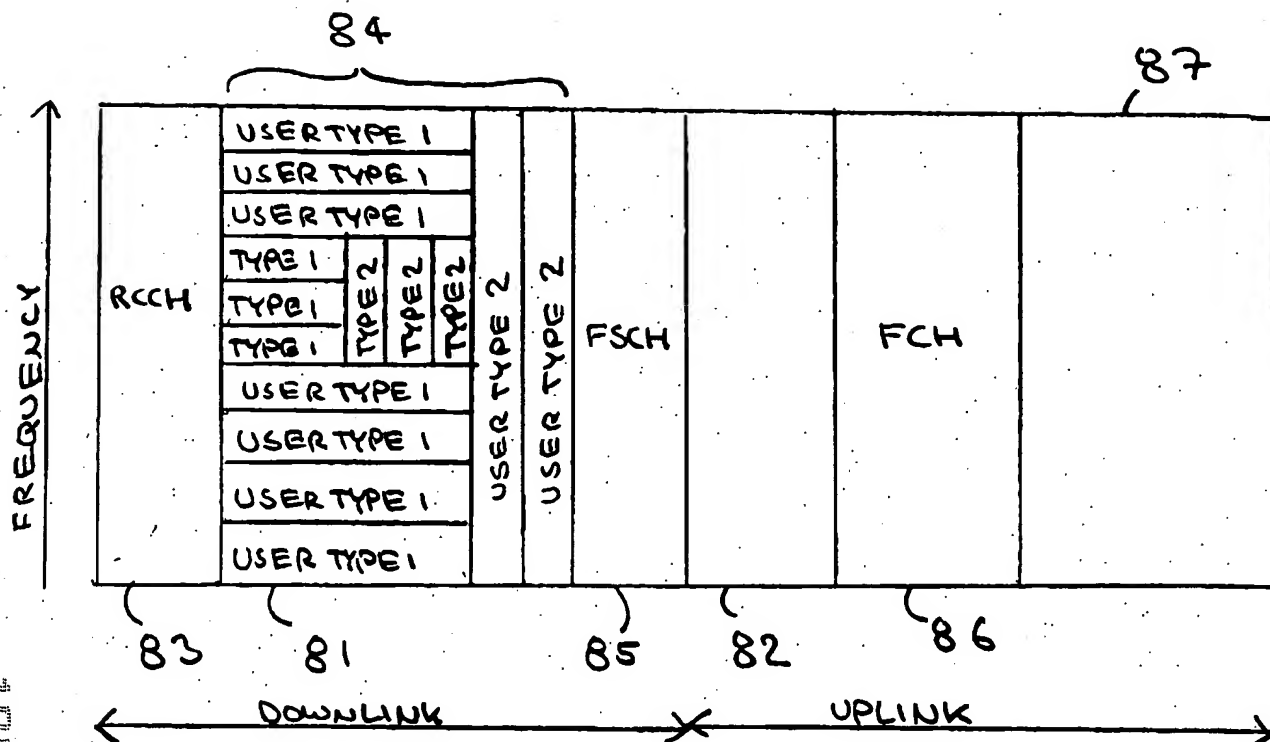 84
87
FREQUENCY
RCCH
USER TYPE 1
USER TYPE 1
USER TYPE 1
TYPE 1
TYPE 1
TYPE 1
TYPE 2
TYPE 2
TYPE 2
USER TYPE 1
USER TYPE 1
USER TYPE 1
USER TYPE 1
USER TYPE 2
USER TYPE 2
FSCH
FCH
83
81
85
82
86
DOWNLINK
UPLINK